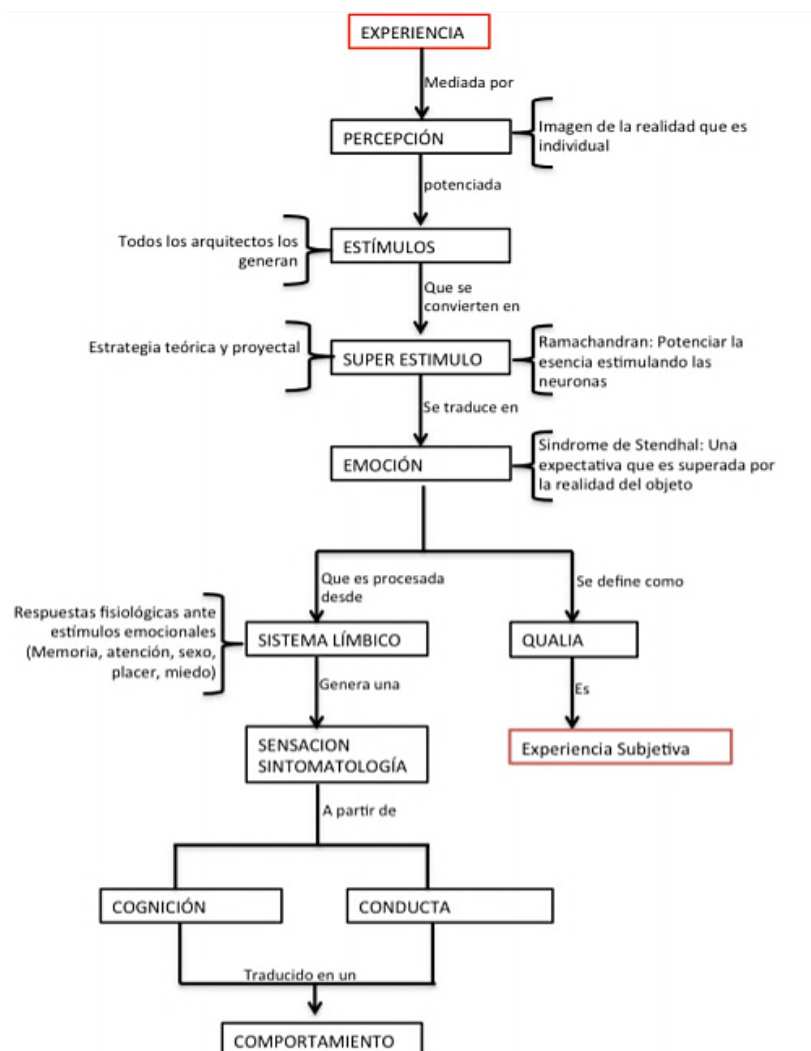 EXPERIENCIA
Mediada por
PERCEPCIÓN
Imagen de la realidad que es
individual
potenciada
Todos los arquitectos los
generan
ESTÍMULOS
Que se
convierten en
Estrategia teórica y proyectal
SUPER ESTIMULO
Ramachandran: Potenciar la
esencia estimulando las
neuronas
Se traduce en
EMOCIÓN
Sindrome de Stendhal: Una
expectativa que es superada por
la realidad del objeto
Que es procesada
desde
Se define como
Respuestas fisiológicas ante
estímulos emocionales
(Memoria, atención, sexo,
placer, miedo)
SISTEMA LÍMBICO
QUALIA
Genera una
Es
SENSACION
SINTOMATOLOGÍA
Experiencia Subjetiva
A partir de
COGNICIÓN
CONDUCTA
Traducido en un
COMPORTAMIENTO